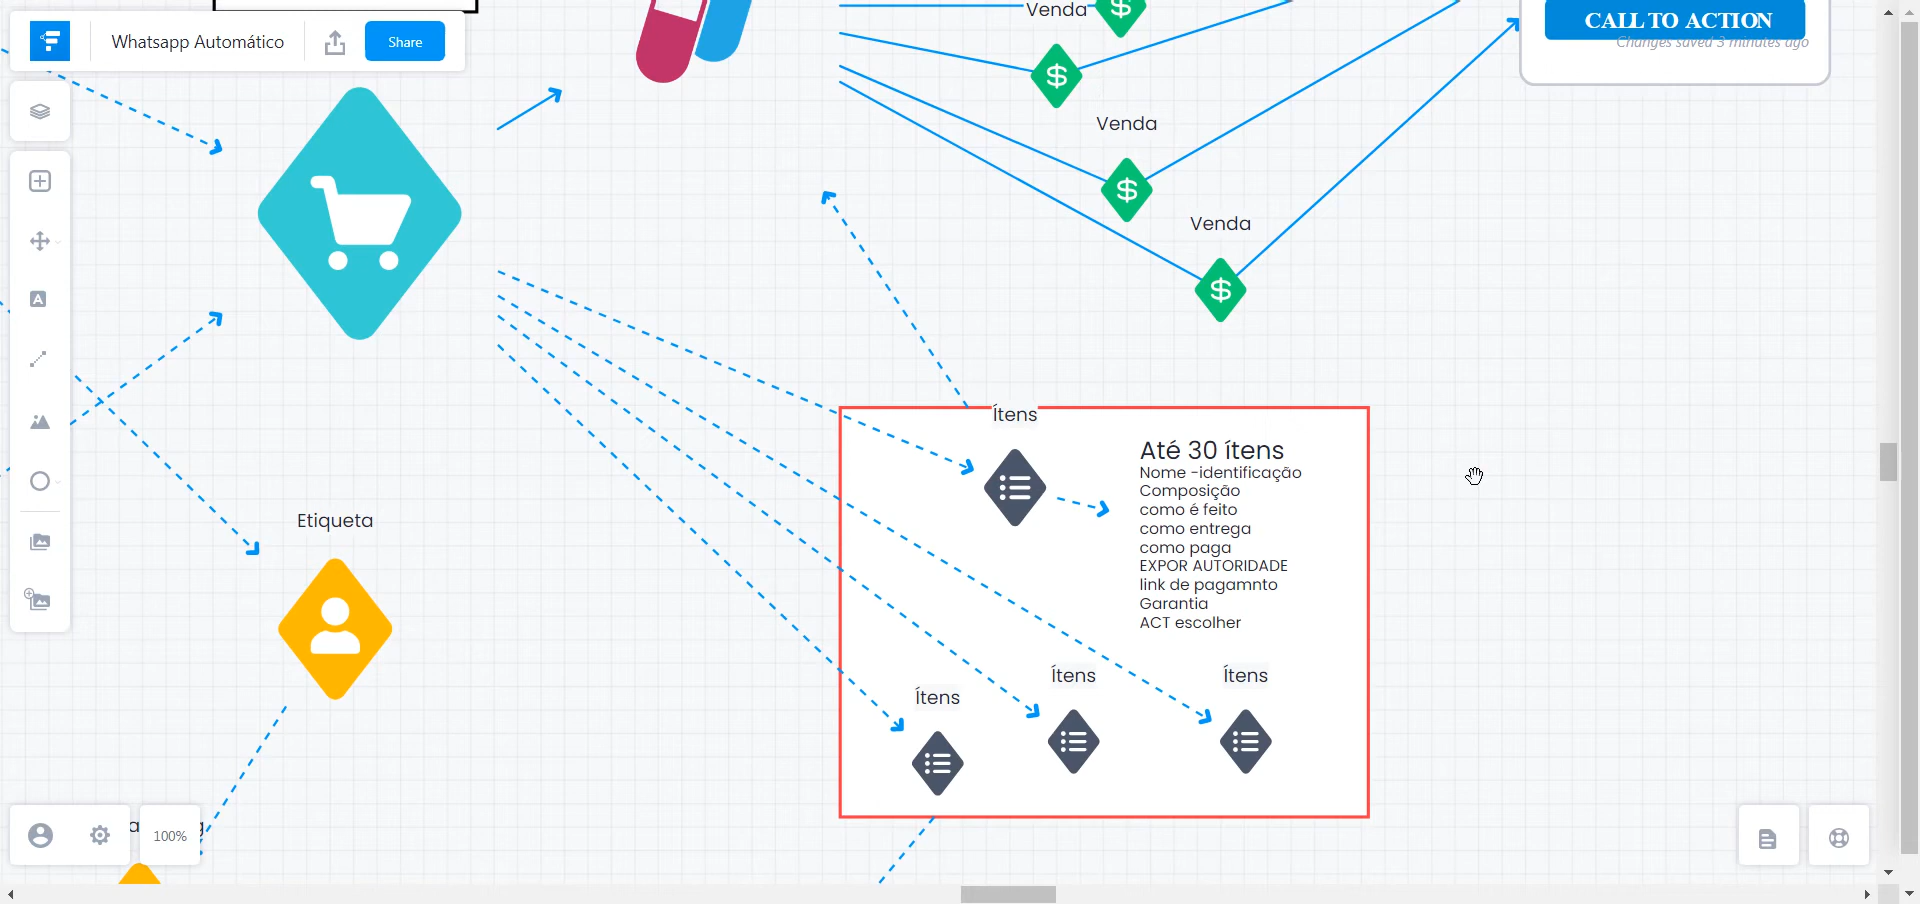 Whatsapp Automático
Share
Venda
CALL TO ACTION
Changes saved 3 minutes ago
Venda
Venda
Ítens
Até 30 ítens
Nome -identificação
Composição
como é feito
como entrega
como paga
EXPOR AUTORIDADE
link de pagamnto
Garantia
ACT escolher
Etiqueta
Ítens
Ítens
Ítens
100%